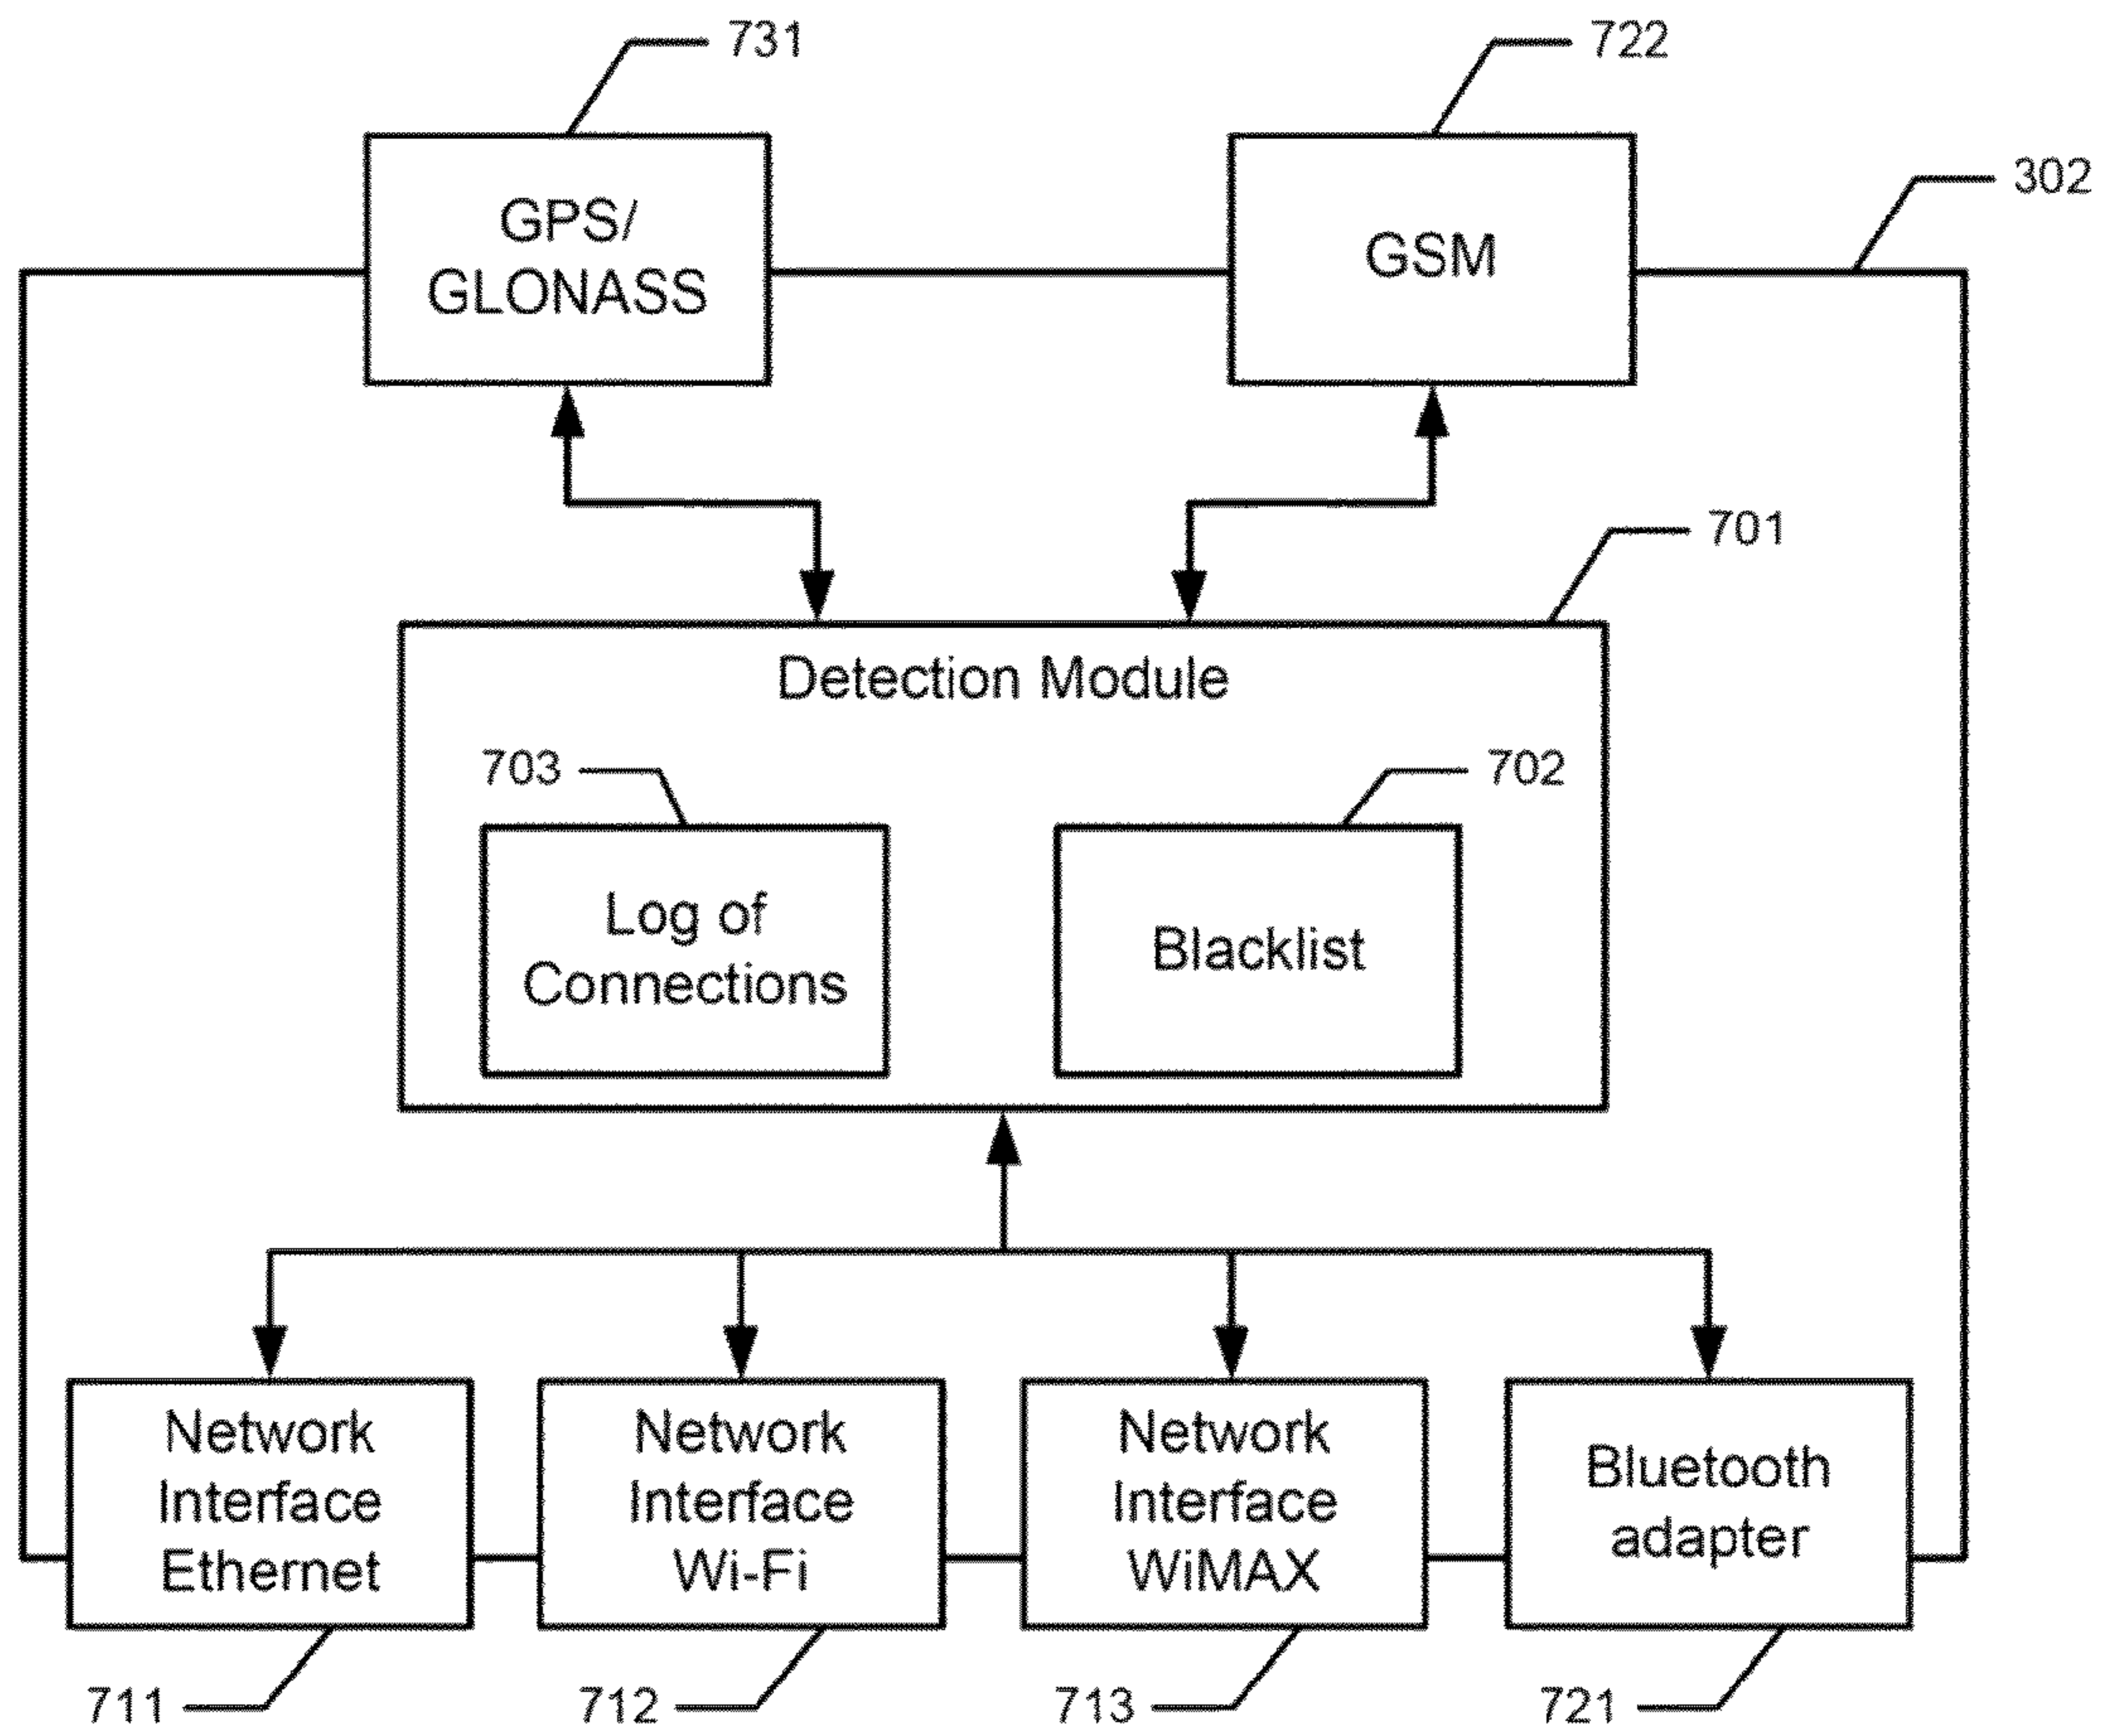 731
722
302
GPS/
GLONASS
GSM
701
Detection Module
703
702
Log of
Connections
Blacklist
Network
Interface
Ethernet
Network
Interface
Wi-Fi
Network
Interface
WiMAX
Bluetooth
adapter
711
712
713
721